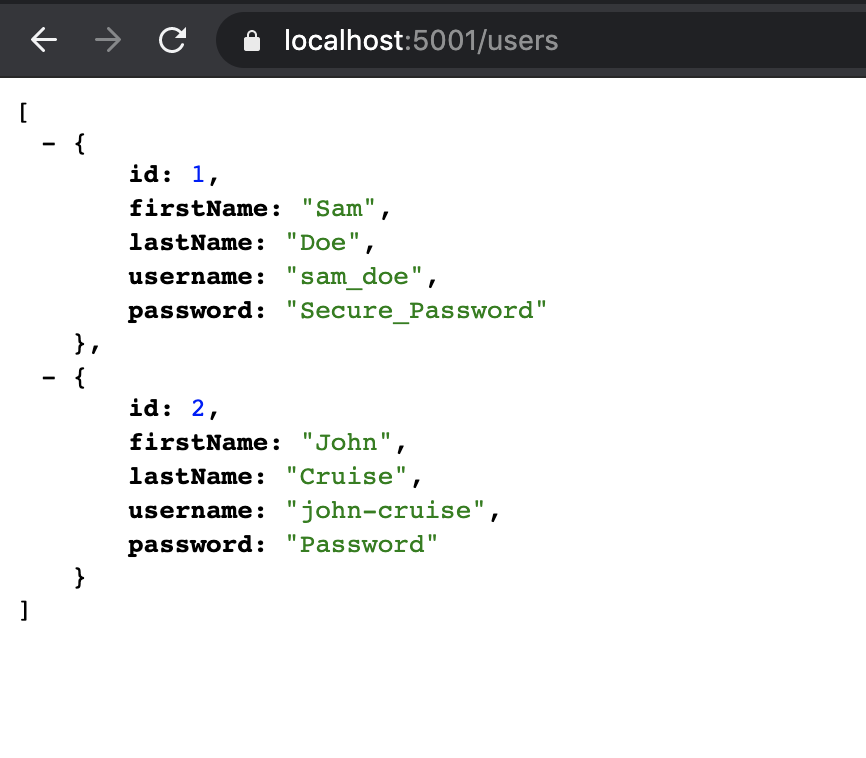 localhost:5001/users
[
- {
id: 1,
firstName: "Sam",
lastName: "Doe",
username: "sam_doe",
password: "Secure_Password"
},
- {
id: 2,
firstName: "John",
lastName: "Cruise",
username: "john-cruise",
password: "Password"
}
]